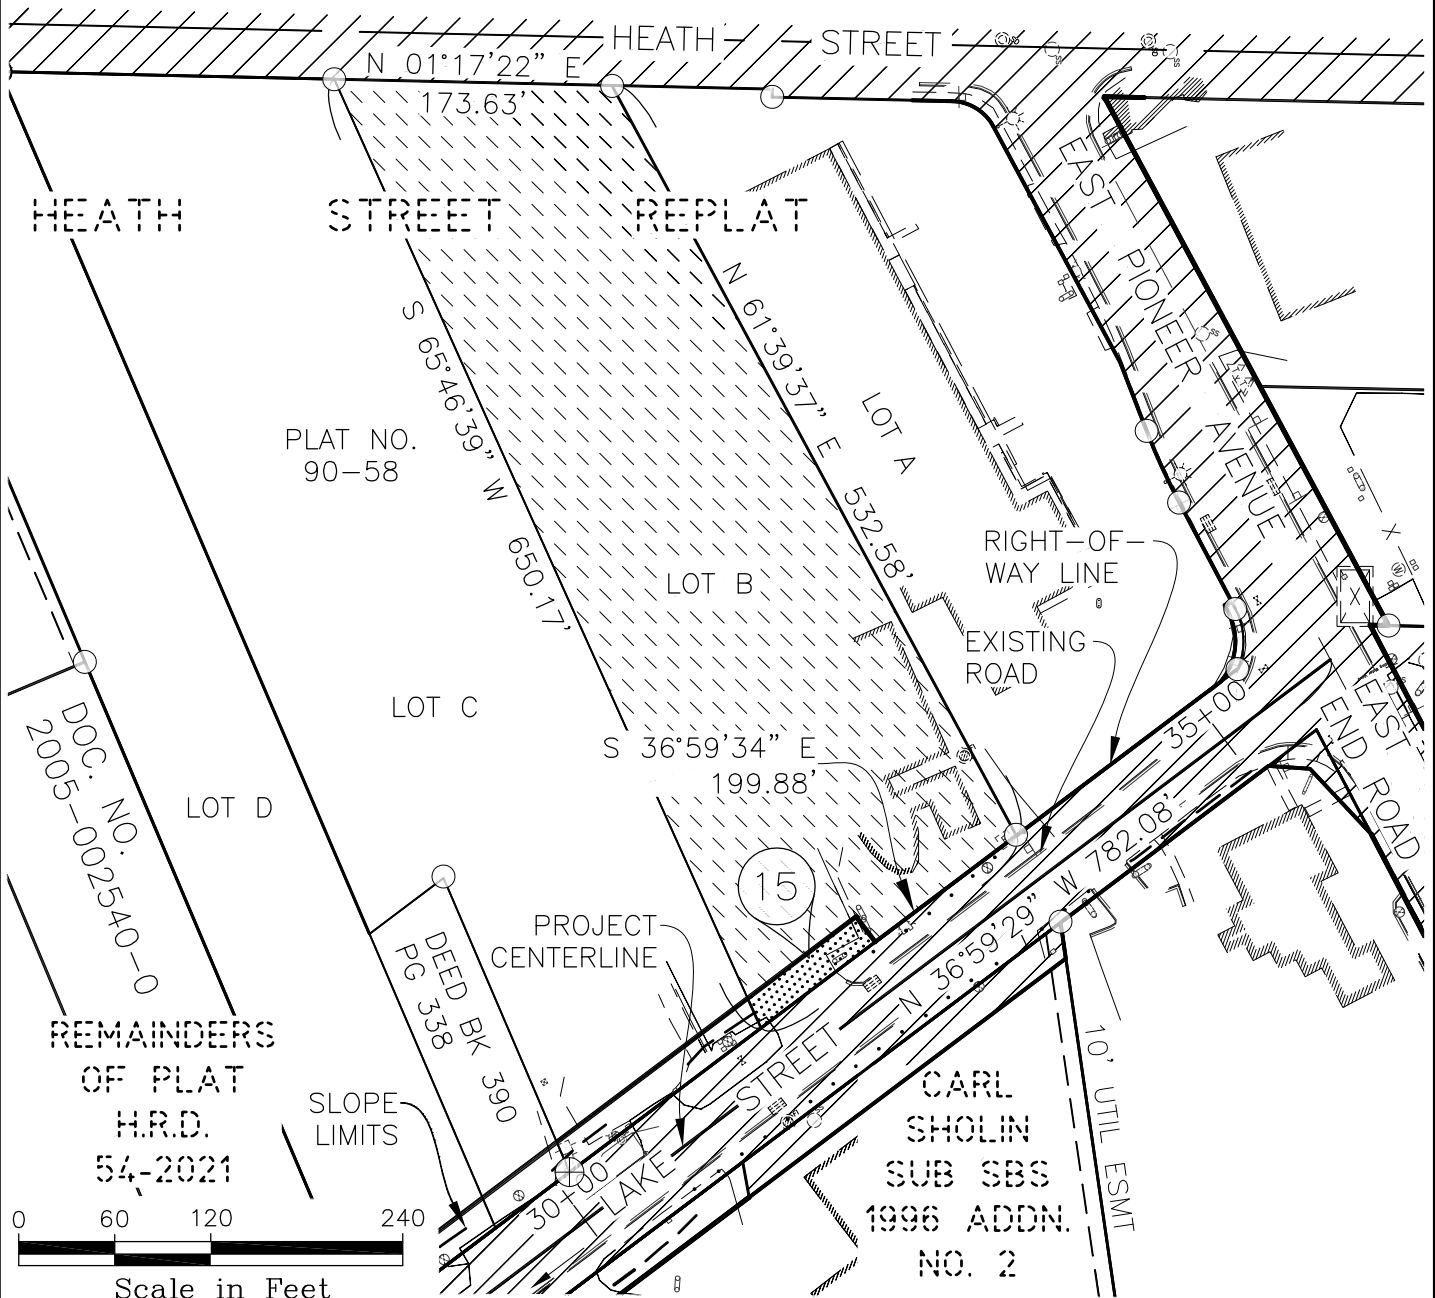 HEATH STREET
N 01°17'22" E
173.63'
HEATH STREET REPLAT
EAST PIONEER AVENUE
S 65°46'39" W 650.17'
N 61°39'37" E 532.58'
LOT A
PLAT NO.
90-58
RIGHT-OF-
WAY LINE
LOT B
EXISTING
ROAD
LOT C
S 36°59'34" E
199.88'
35+00
EAST
END ROAD
DOC. NO.
2005-002540-0
LOT D
N 36°59'29" W 782.08'
15
PROJECT
CENTERLINE
DEED BK 390
PG 338
REMAINDERS
OF PLAT
H.R.D.
54-2021
SLOPE
LIMITS
LAKE STREET
30+00
10' UTIL ESMT
CARL
SHOLIN
SUB SBS
1996 ADDN.
NO. 2
0 60 120 240
Scale in Feet